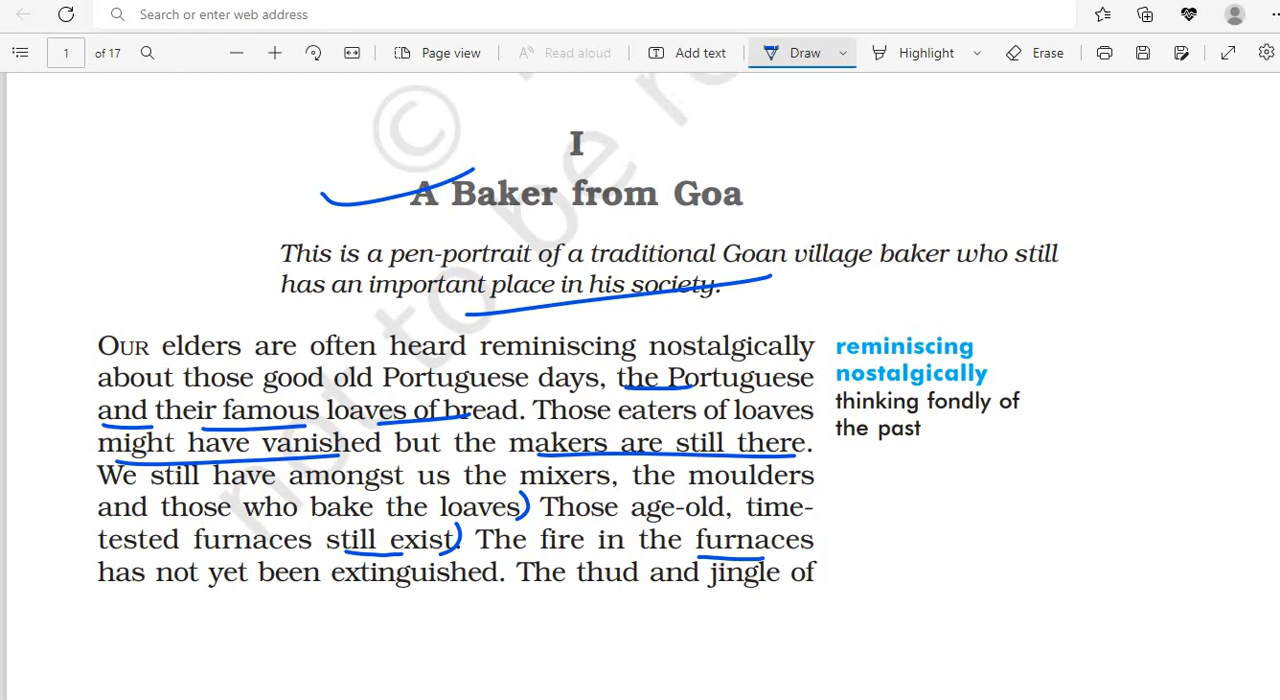 Search or enter web address
1 of 17
Page view
Read aloud
Add text
Draw
Highlight
Erase
© not to be re
I
A Baker from Goa
This is a pen-portrait of a traditional Goan village baker who still
has an important place in his society.
OUR elders are often heard reminiscing nostalgically
about those good old Portuguese days, the Portuguese
and their famous loaves of bread. Those eaters of loaves
might have vanished but the makers are still there.
We still have amongst us the mixers, the moulders
and those who bake the loaves. Those age-old, time-
tested furnaces still exist. The fire in the furnaces
has not yet been extinguished. The thud and jingle of
reminiscing
nostalgically
thinking fondly of
the past